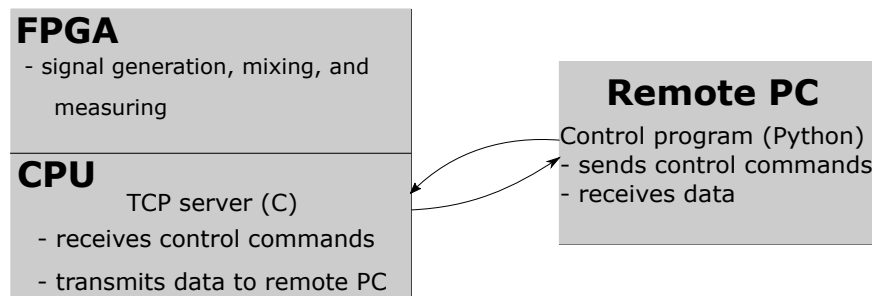 FPGA
- signal generation, mixing, and
measuring
CPU
TCP server (C)
- receives control commands
- transmits data to remote PC
Remote PC
Control program (Python)
- sends control commands
- receives data